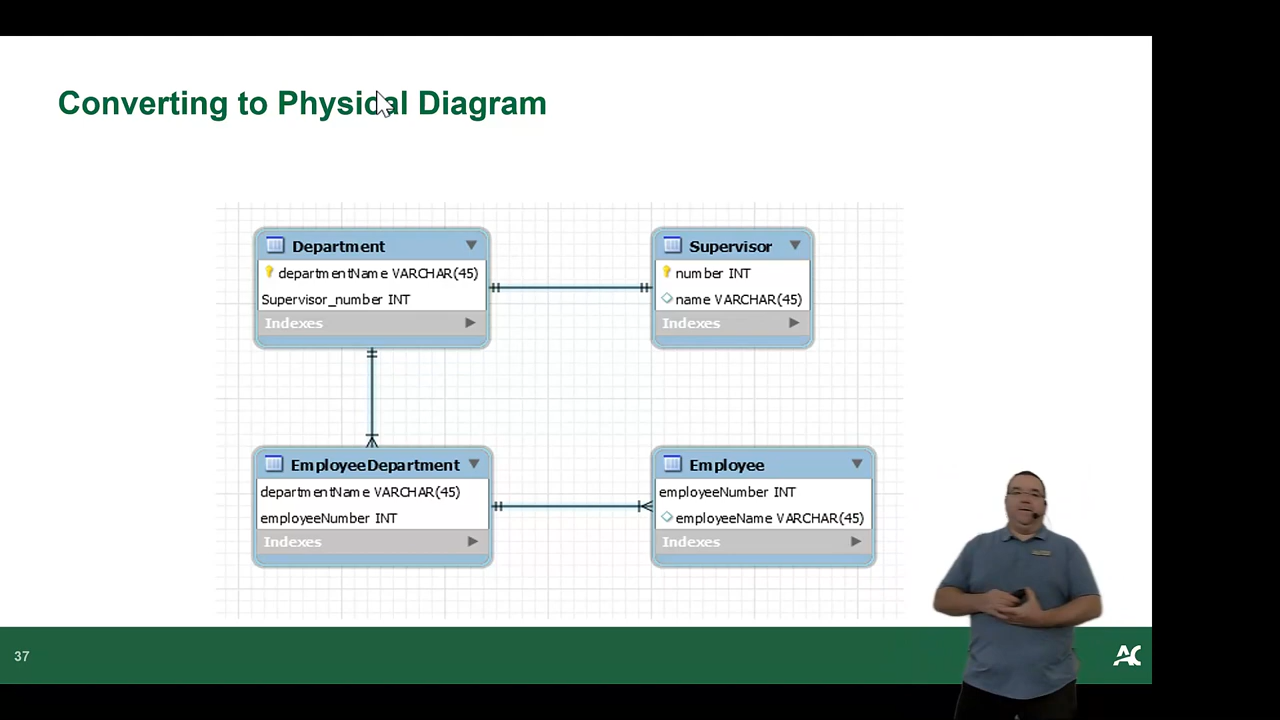 Converting to Physical Diagram
Department
departmentName VARCHAR(45)
Supervisor_number INT
Indexes
Supervisor
number INT
name VARCHAR(45)
Indexes
EmployeeDepartment
departmentName VARCHAR(45)
employeeNumber INT
Indexes
Employee
employeeNumber INT
employeeName VARCHAR(45)
Indexes
37
AC